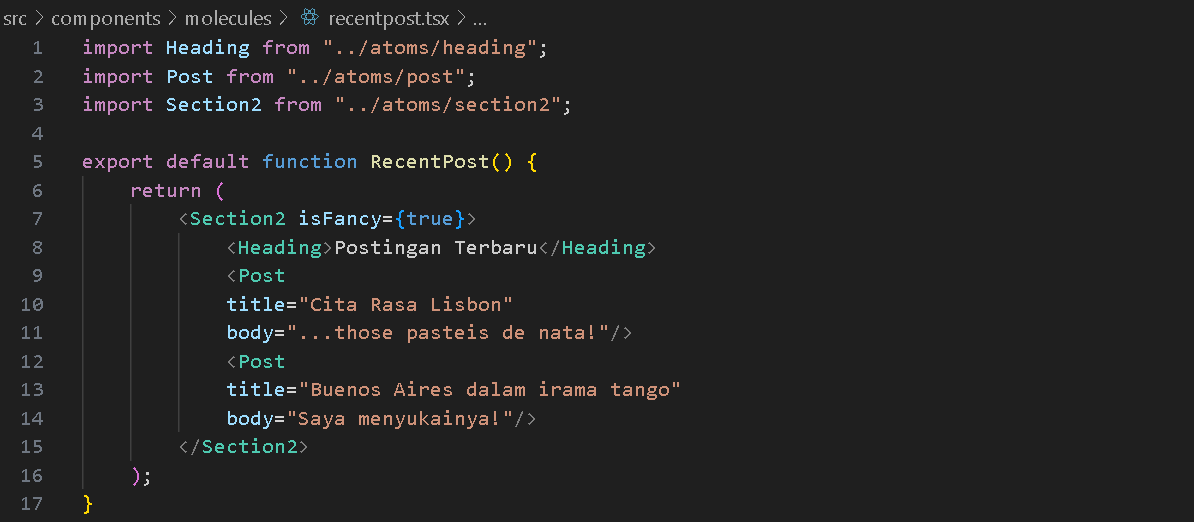 src > components > molecules > recentpost.tsx > ...
1 import Heading from "../atoms/heading";
2 import Post from "../atoms/post";
3 import Section2 from "../atoms/section2";
4
5 export default function RecentPost() {
6     return (
7         <Section2 isFancy={true}>
8             <Heading>Postingan Terbaru</Heading>
9             <Post
10             title="Cita Rasa Lisbon"
11             body="...those pasteis de nata!"/>
12             <Post
13             title="Buenos Aires dalam irama tango"
14             body="Saya menyukainya!"/>
15         </Section2>
16     );
17 }